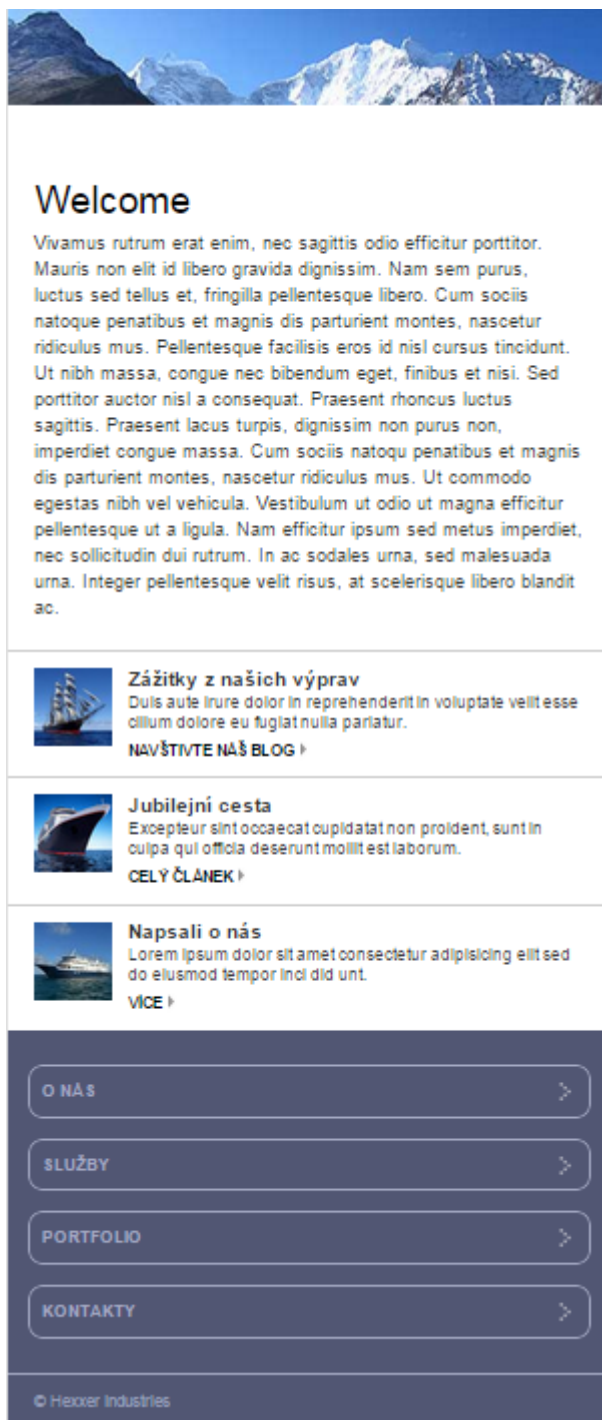 Welcome
Vivamus rutrum erat enim, nec sagittis odio efficitur porttitor.
Mauris non elit id libero gravida dignissim. Nam sem purus,
luctus sed tellus et, fringilla pellentesque libero. Cum sociis
natoque penatibus et magnis dis parturient montes, nascetur
ridiculus mus. Pellentesque facilisis eros id nisl cursus tincidunt.
Ut nibh massa, congue nec bibendum eget, finibus et nisi. Sed
porttitor auctor nisl a consequat. Praesent rhoncus luctus
sagittis. Praesent lacus turpis, dignissim non purus non,
imperdiet congue massa. Cum sociis natoqu penatibus et magnis
dis parturient montes, nascetur ridiculus mus. Ut commodo
egestas nibh vel vehicula. Vestibulum ut odio ut magna efficitur
pellentesque ut a ligula. Nam efficitur ipsum sed metus imperdiet,
nec sollicitudin dui rutrum. In ac sodales urna, sed malesuada
urna. Integer pellentesque velit risus, at scelerisque libero blandit
ac.
Zážitky z našich výprav
Duis aute irure dolor in reprehenderit in voluptate velit esse
cillum dolore eu fugiat nulla pariatur.
NAVŠTIVTE NÁŠ BLOG
Jubilejní cesta
Excepteur sint occaecat cupidatat non proident, sunt in
culpa qui officia deserunt mollit est laborum.
CELÝ ČLÁNEK
Napsali o nás
Lorem ipsum dolor sit amet consectetur adipisicing elit sed
do eiusmod tempor inci did unt.
VÍCE
O NÁS
SLUŽBY
PORTFOLIO
KONTAKTY
© Hexxer Industries